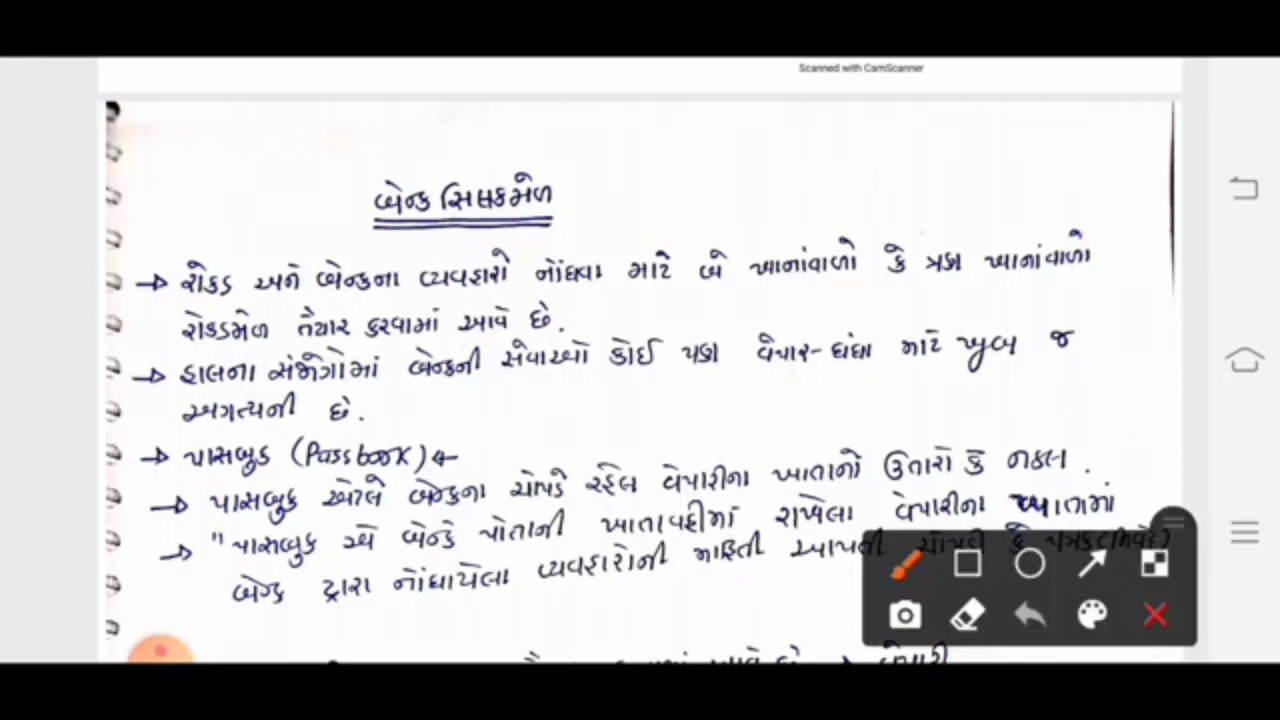 Scanned with CamScanner
બેન્ક સિલકમેળ
→ રોકડ અને બેન્કના વ્યવહારો નોંધવા માટે બે ખાનાંવાળો કે ત્રણ ખાનાંવાળો
રોકડમેળ તૈયાર કરવામાં આવે છે.
→ હાલના સંજોગોમાં બેન્કની સેવાઓ કોઈ પણ વેપાર-ધંધા માટે ખુબ જ
અગત્યની છે.
→ પાસબુક (Passbook) ←
→ પાસબુક એટલે બેન્કના ચોપડે રહેલ વેપારીના ખાતાનો ઉતારો કે નકલ.
→ "પાસબુક એ બેન્કે પોતાની ખાતાવહીમાં રાખેલા વેપારીના ખાતામાં
બેન્ક દ્વારા નોંધાયેલા વ્યવહારોની માહિતી આપતી ચોપડી કે